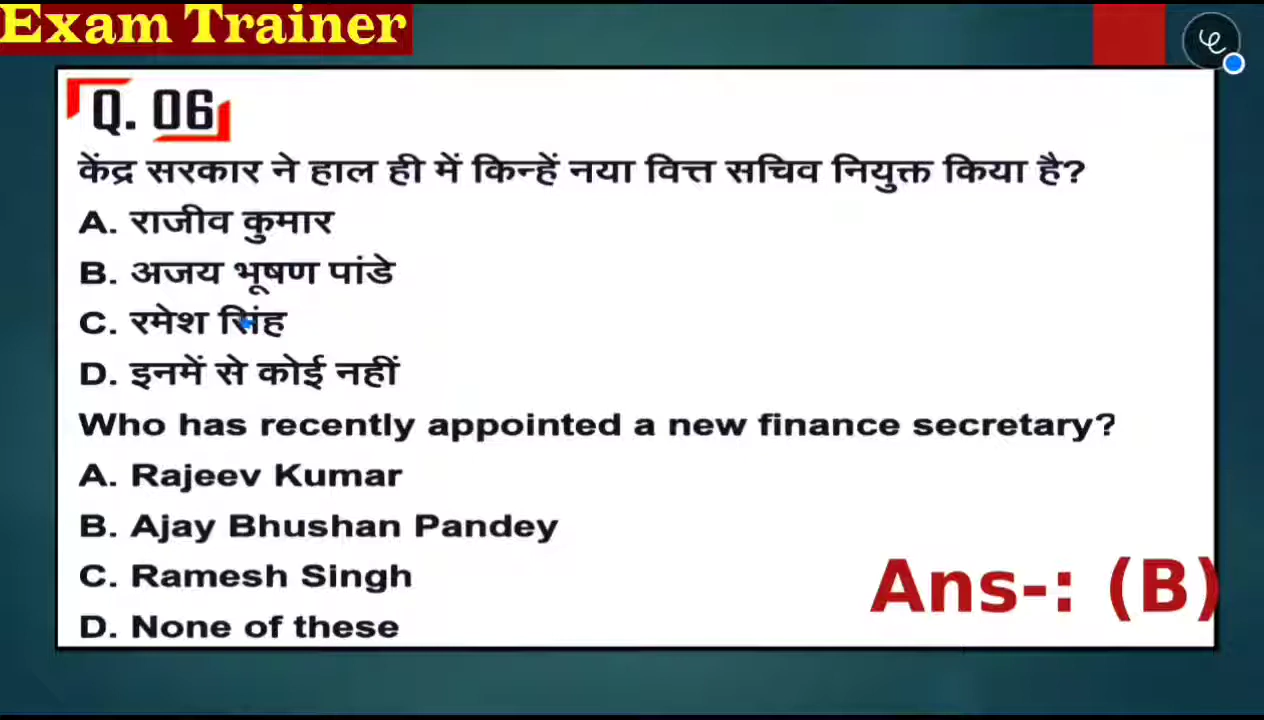 Exam Trainer
Q. 06
केंद्र सरकार ने हाल ही में किन्हें नया वित्त सचिव नियुक्त किया है?
A. राजीव कुमार
B. अजय भूषण पांडे
C. रमेश सिंह
D. इनमें से कोई नहीं
Who has recently appointed a new finance secretary?
A. Rajeev Kumar
B. Ajay Bhushan Pandey
C. Ramesh Singh
D. None of these
Ans-: (B)